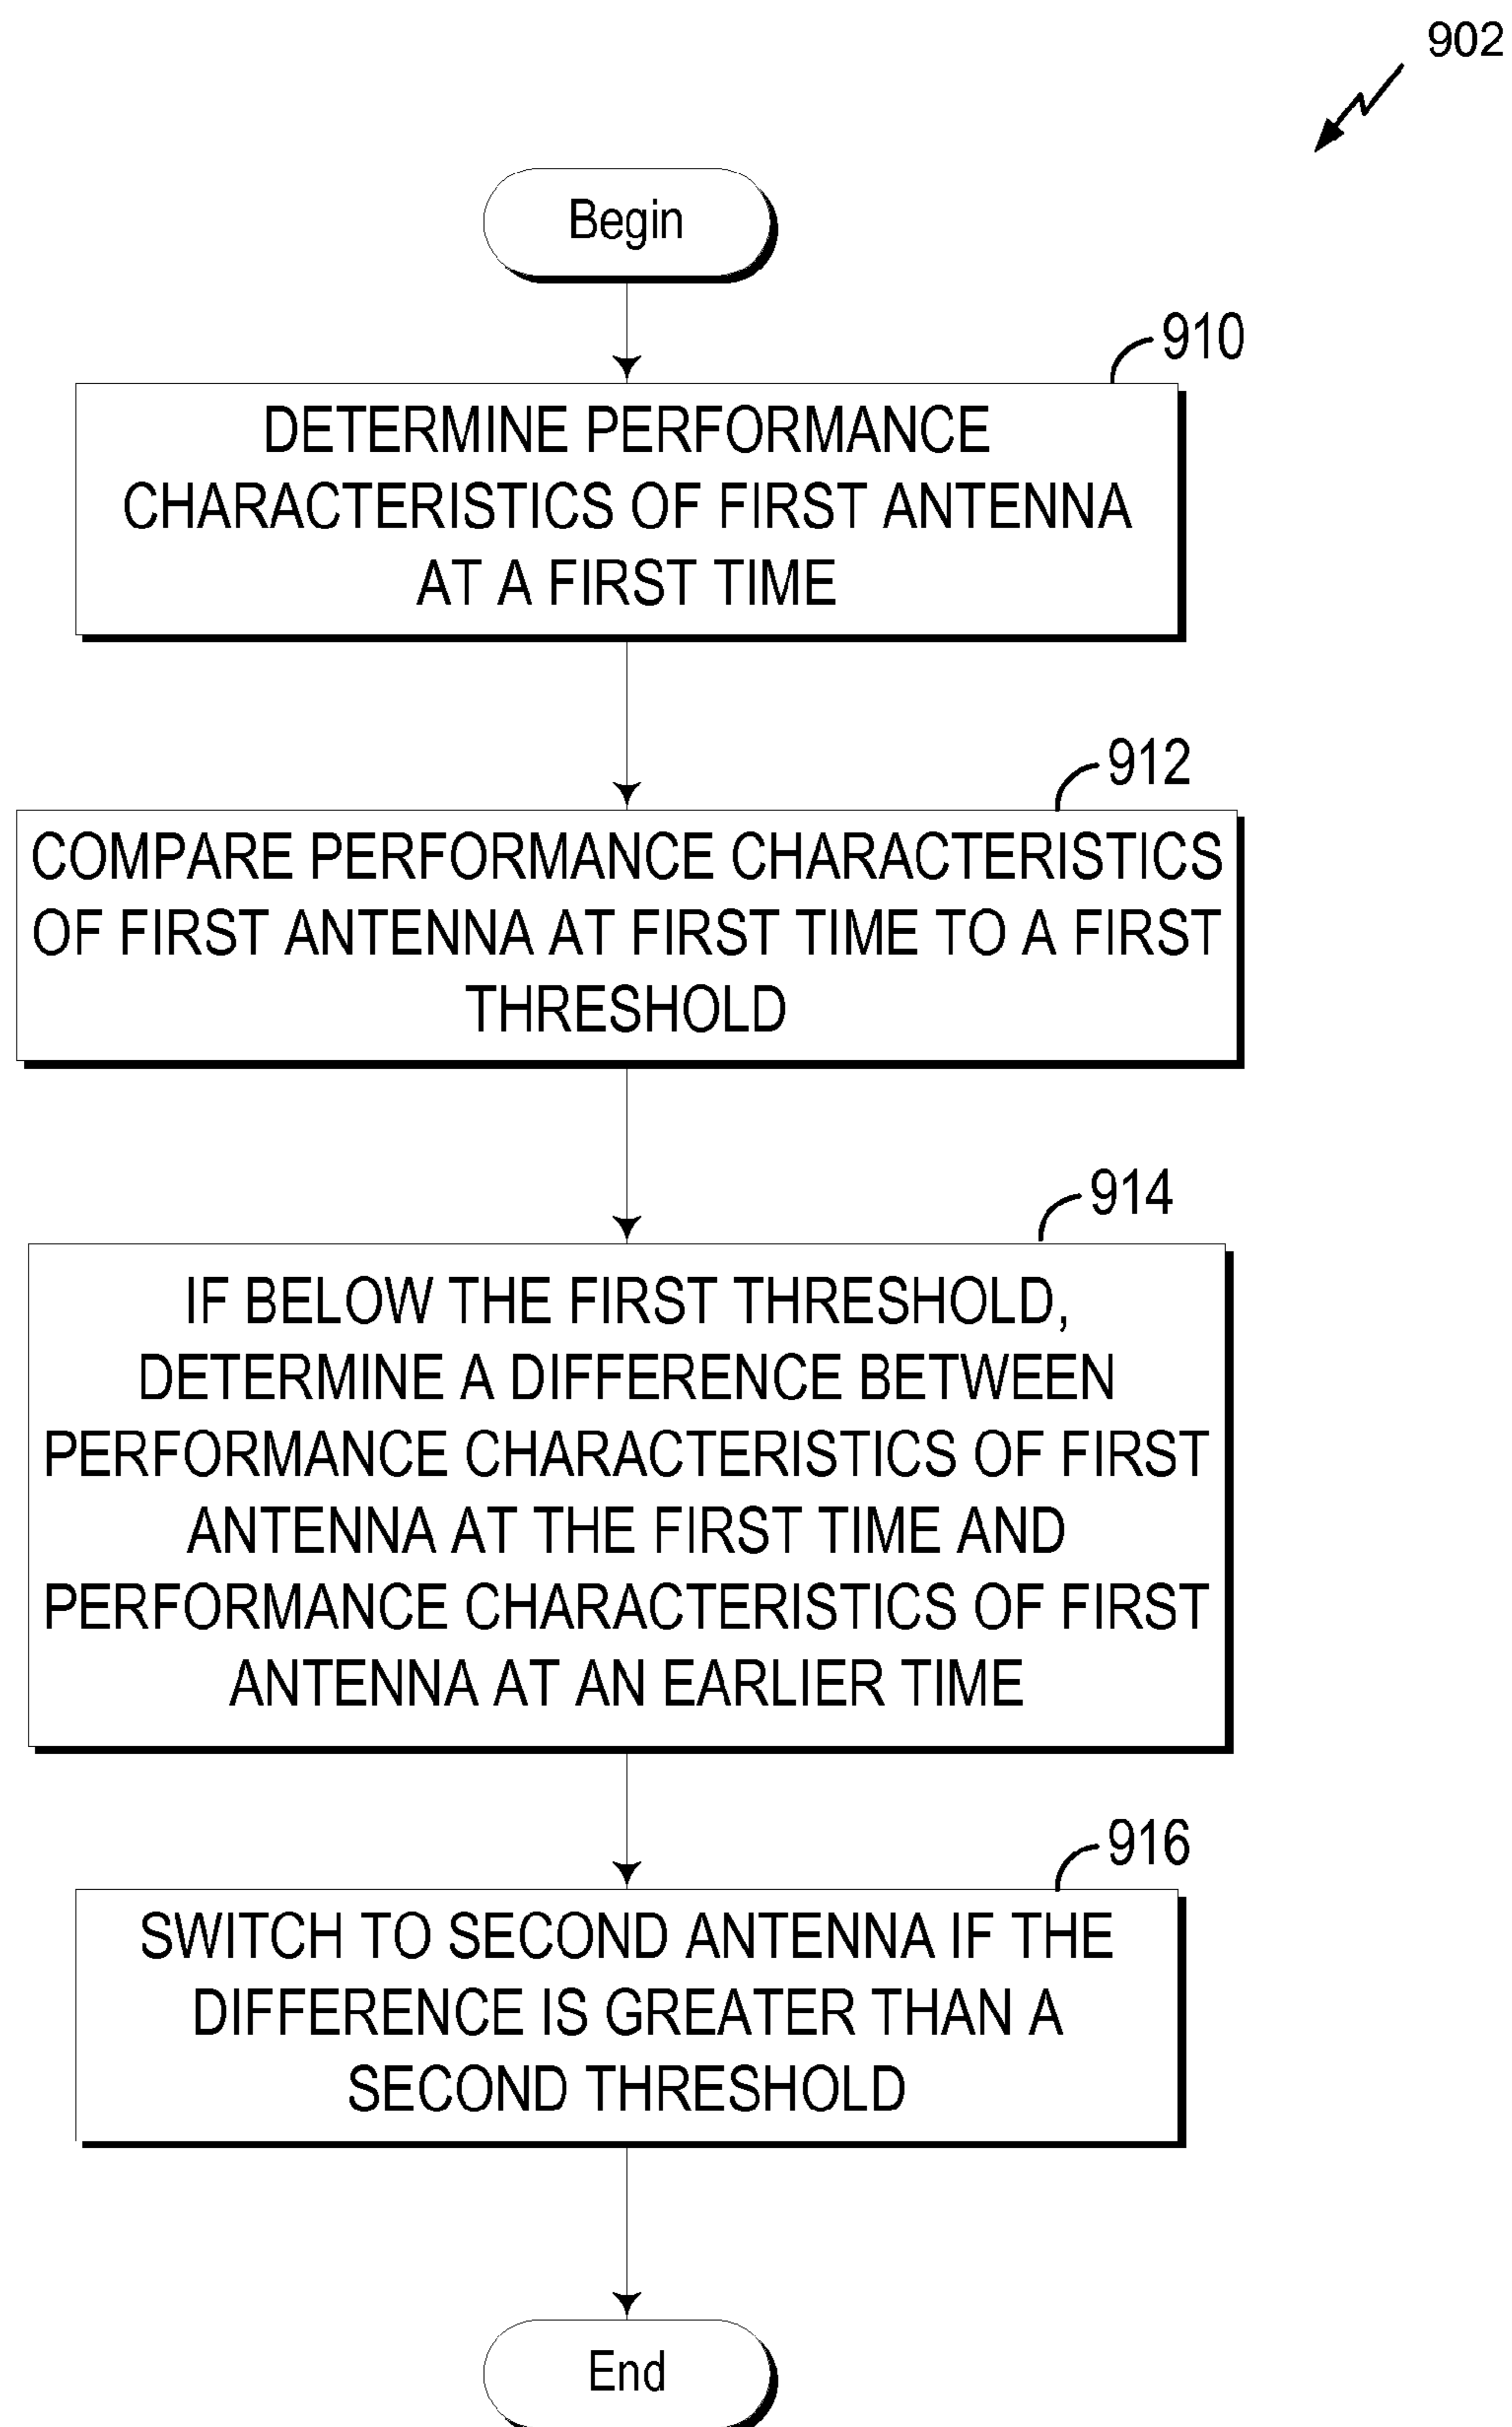 902
Begin
910
DETERMINE PERFORMANCE
CHARACTERISTICS OF FIRST ANTENNA
AT A FIRST TIME
912
COMPARE PERFORMANCE CHARACTERISTICS
OF FIRST ANTENNA AT FIRST TIME TO A FIRST
THRESHOLD
914
IF BELOW THE FIRST THRESHOLD,
DETERMINE A DIFFERENCE BETWEEN
PERFORMANCE CHARACTERISTICS OF FIRST
ANTENNA AT THE FIRST TIME AND
PERFORMANCE CHARACTERISTICS OF FIRST
ANTENNA AT AN EARLIER TIME
916
SWITCH TO SECOND ANTENNA IF THE
DIFFERENCE IS GREATER THAN A
SECOND THRESHOLD
End